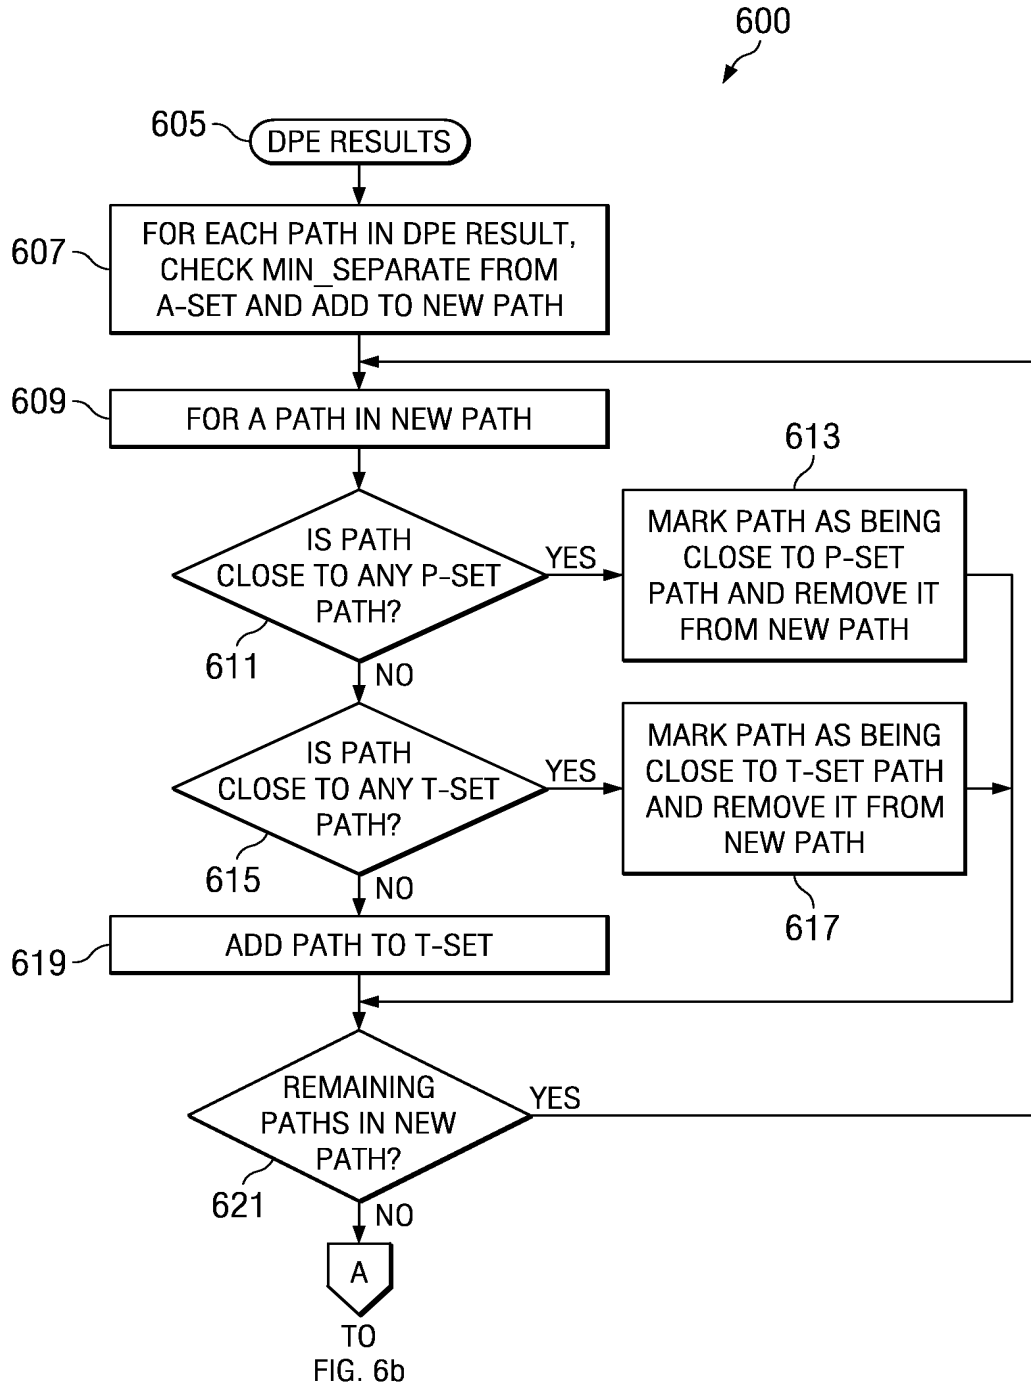 600
605
DPE RESULTS
607
FOR EACH PATH IN DPE RESULT,
CHECK MIN_SEPARATE FROM
A-SET AND ADD TO NEW PATH
609
FOR A PATH IN NEW PATH
613
IS PATH
CLOSE TO ANY P-SET
PATH?
YES
MARK PATH AS BEING
CLOSE TO P-SET
PATH AND REMOVE IT
FROM NEW PATH
611
NO
IS PATH
CLOSE TO ANY T-SET
PATH?
YES
MARK PATH AS BEING
CLOSE TO T-SET PATH
AND REMOVE IT FROM
NEW PATH
615
NO
617
619
ADD PATH TO T-SET
REMAINING
PATHS IN NEW
PATH?
YES
621
NO
A
TO
FIG. 6b